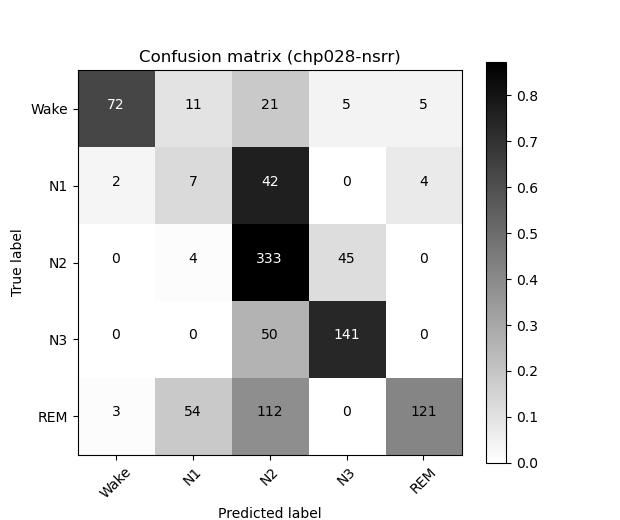 Confusion matrix (chp028-nsrr)
Wake 72 11 21 5 5
N1 2 7 42 0 4
N2 0 4 333 45 0
N3 0 0 50 141 0
REM 3 54 112 0 121
Wake N1 N2 N3 REM
True label
Predicted label
0.8
0.7
0.6
0.5
0.4
0.3
0.2
0.1
0.0